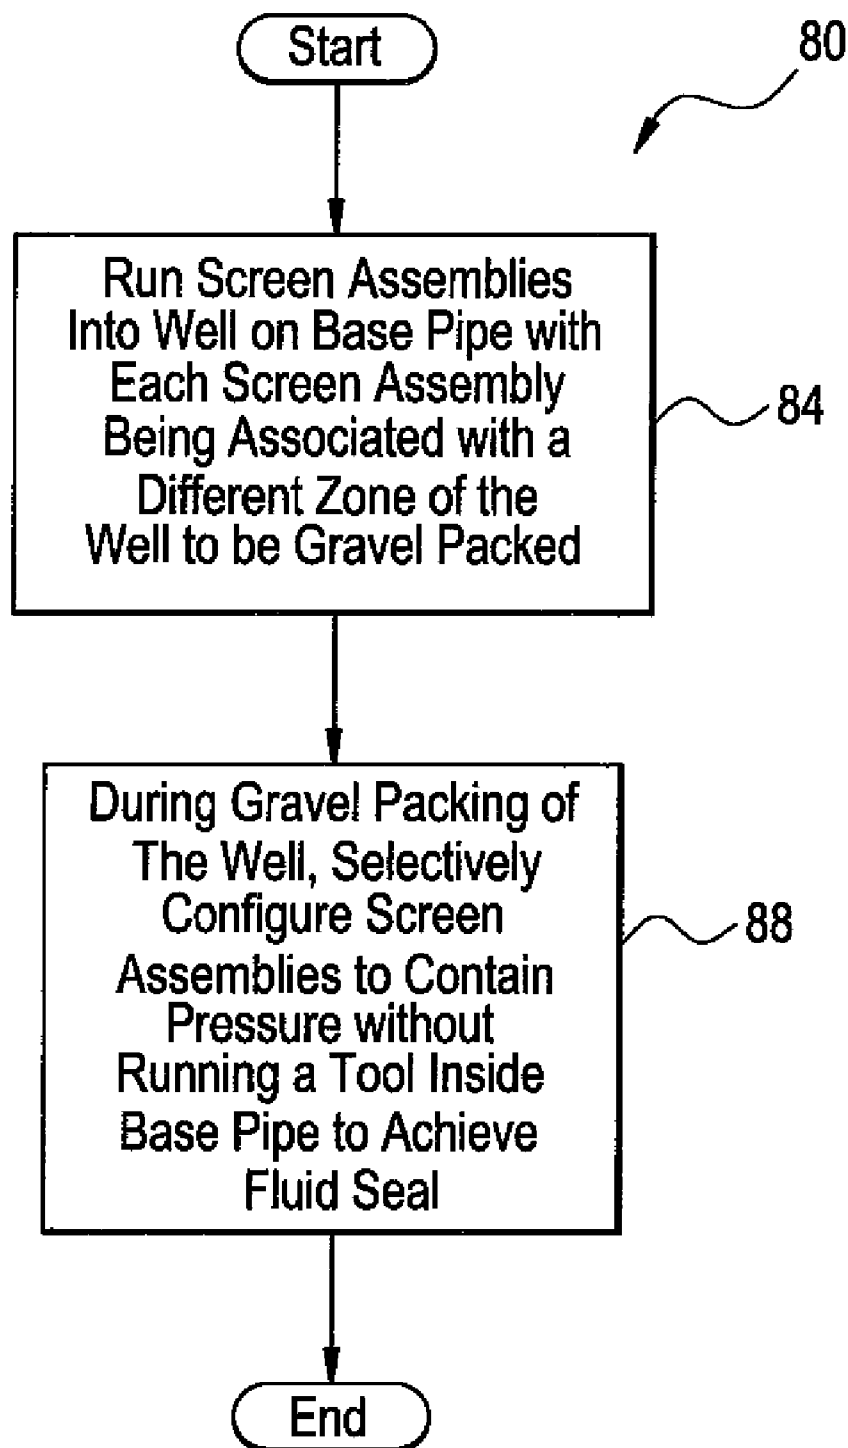 Start
80
Run Screen Assemblies
Into Well on Base Pipe with
Each Screen Assembly
Being Associated with a
Different Zone of the
Well to be Gravel Packed
84
During Gravel Packing of
The Well, Selectively
Configure Screen
Assemblies to Contain
Pressure without
Running a Tool Inside
Base Pipe to Achieve
Fluid Seal
88
End